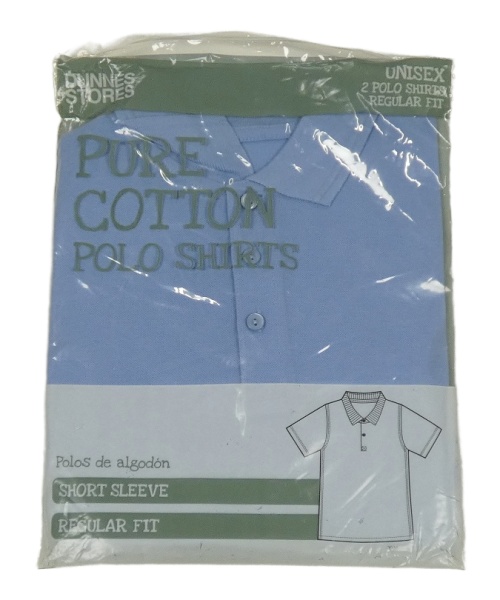 DUNNES
STORES
UNISEX
2 POLO SHIRTS
REGULAR FIT
PURE
COTTON
POLO SHIRTS
Polos de algodón
SHORT SLEEVE
REGULAR FIT